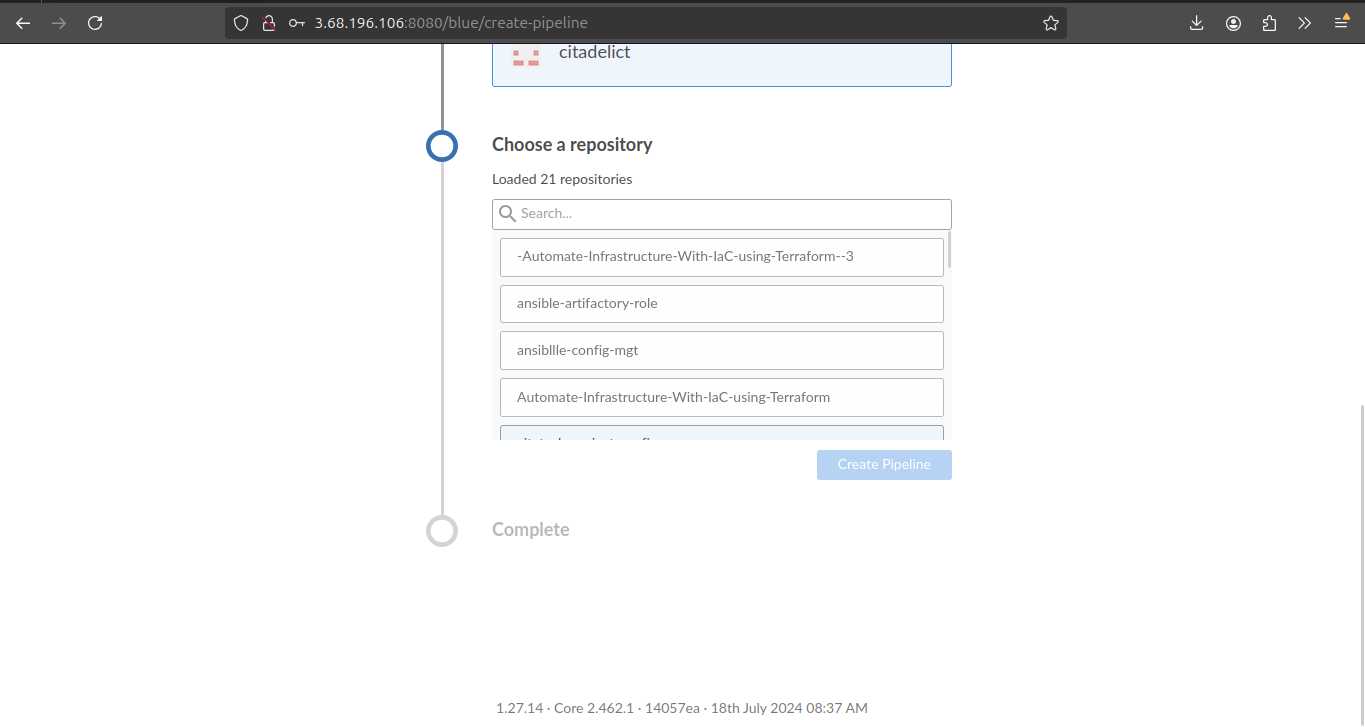 3.68.196.106:8080/blue/create-pipeline
citadelict
Choose a repository
Loaded 21 repositories
Search...
-Automate-Infrastructure-With-IaC-using-Terraform--3
ansible-artifactory-role
ansibllle-config-mgt
Automate-Infrastructure-With-IaC-using-Terraform
Create Pipeline
Complete
1.27.14 · Core 2.462.1 · 14057ea · 18th July 2024 08:37 AM